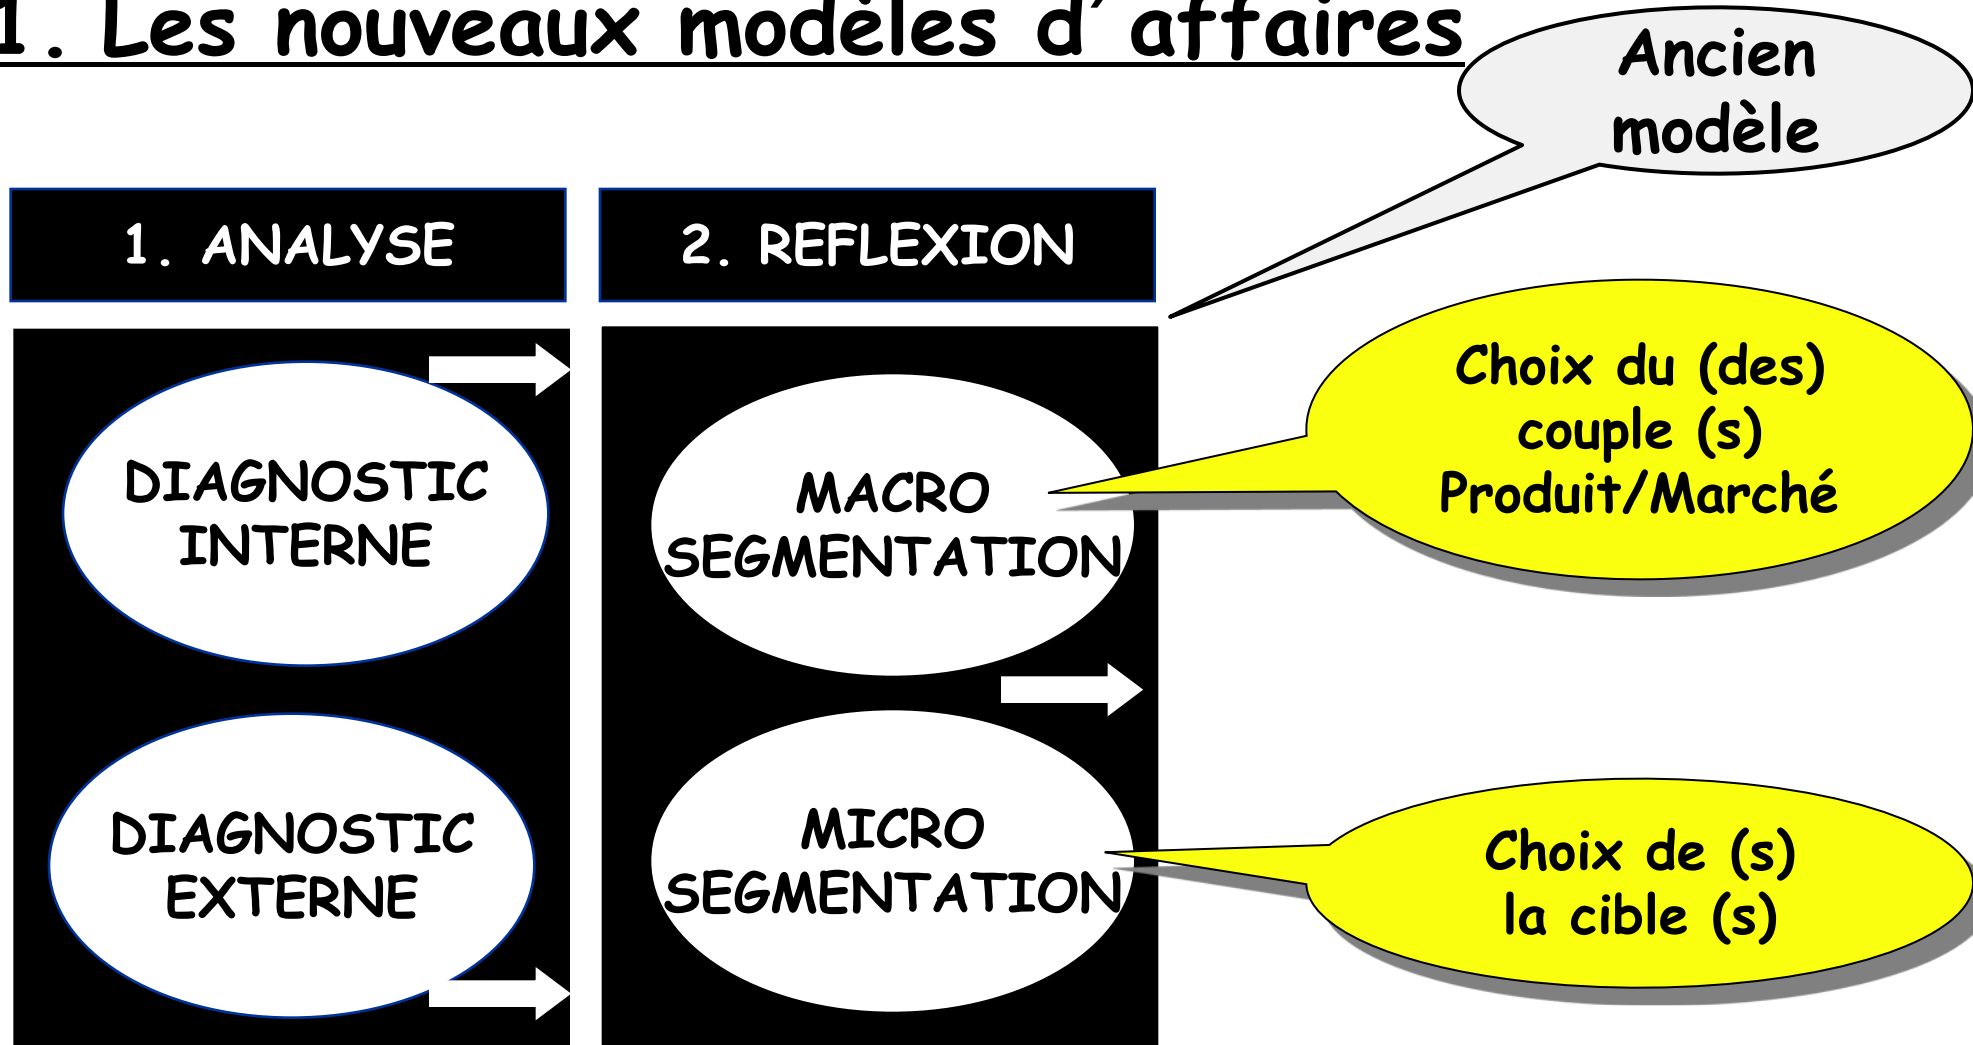 1. Les nouveaux modèles d´affaires
Ancien
modèle
1. ANALYSE
2. REFLEXION
DIAGNOSTIC
INTERNE
MACRO
SEGMENTATION
Choix du (des)
couple (s)
Produit/Marché
DIAGNOSTIC
EXTERNE
MICRO
SEGMENTATION
Choix de (s)
la cible (s)